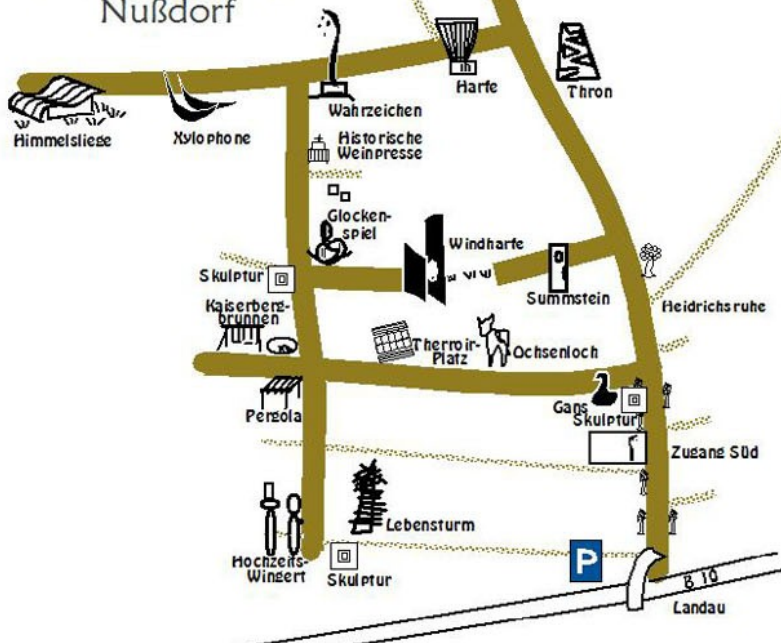 Nußdorf
Himmelsliege
Xylophone
Wahrzeichen
Harfe
Thron
Historische
Weinpresse
Glocken-
spiel
Windharfe
Skulptur
Summstein
Heidrichsruhe
Kaiserberg-
brunnen
Therroir-
Platz
Ochsenloch
Pergola
Gans
Skulptur
Zugang Süd
Lebensturm
Hochzeits-
Wingert
Skulptur
P
B 10
Landau